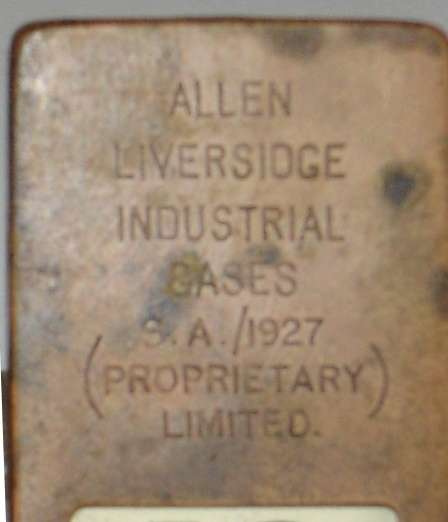 ALLEN
LIVERSIDGE
INDUSTRIAL
GASES
S.A./1927
(PROPRIETARY)
LIMITED.